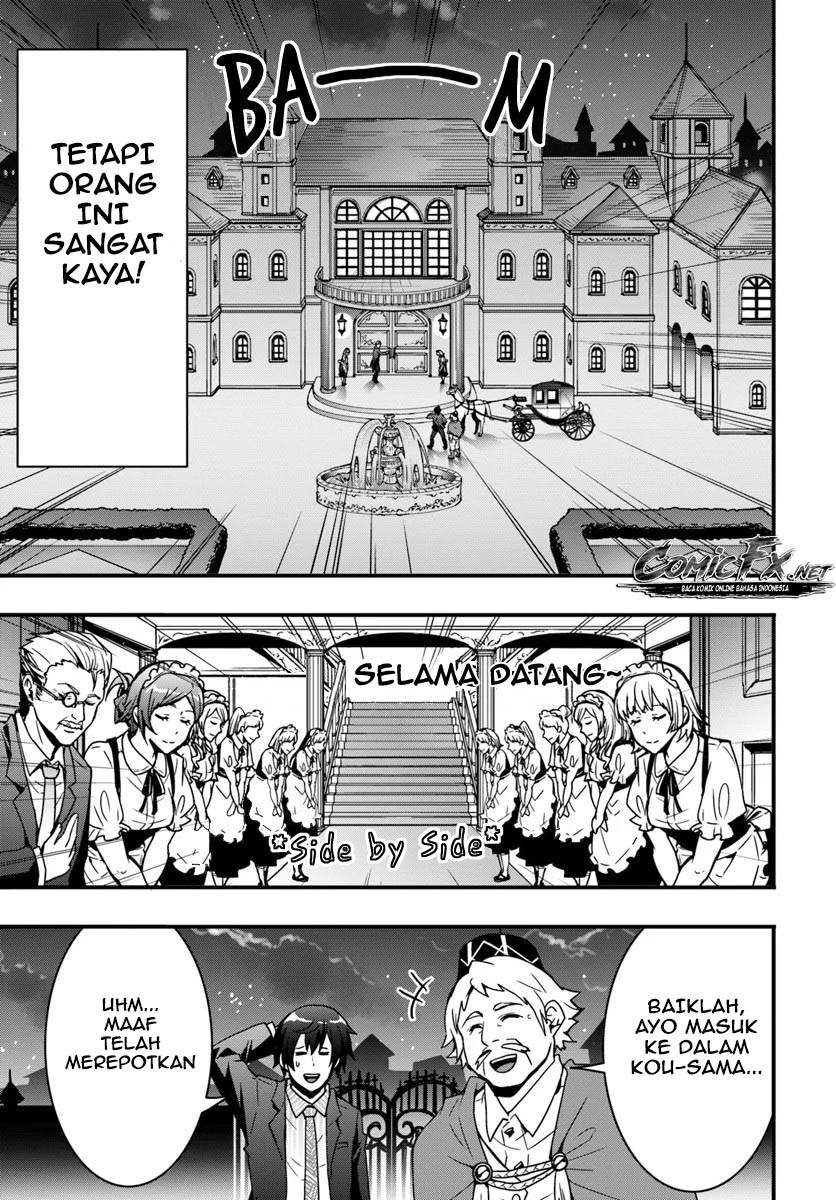 BA—M
TETAPI
ORANG
INI
SANGAT
KAYA!
COMICFX.NET
BACA KOMIK ONLINE BAHASA INDONESIA
SELAMA DATANG~
*Side by Side*
BAIKLAH,
AYO MASUK
KE DALAM
KOU-SAMA...
UHM...
MAAF
TELAH
MEREPOTKAN